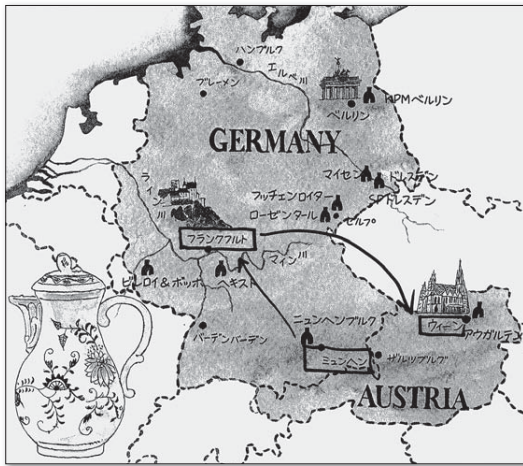 ハンブルク
エルベ川
ブレーメン
KPMベルリン
ベルリン
GERMANY
マイセン
ドレスデン
SPドレスデン
フッチェンロイター
ローゼンタール
ゼルプ
ライン川
フランクフルト
マイン川
ビレロイ&ボッホ
ヘキスト
ニュンヘンブルク
ウィーン
アウガルテン
バーデンバーデン
ミュンヘン
ザルツブルグ
AUSTRIA